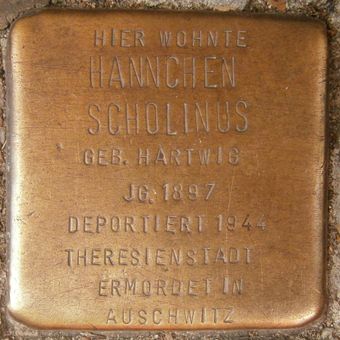 HIER WOHNTE
HANNCHEN
SCHOLINUS
GEB. HARTWIG
JG. 1897
DEPORTIERT 1944
THERESIENSTADT
ERMORDET IN
AUSCHWITZ